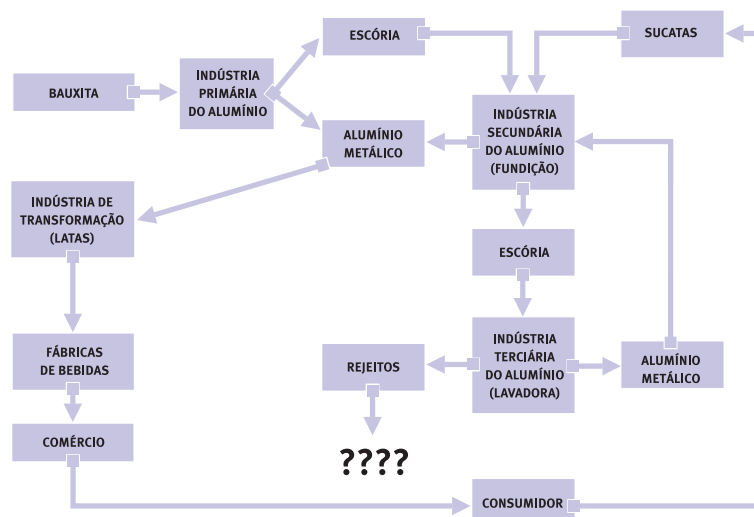 ESCÓRIA
SUCATAS
BAUXITA
INDÚSTRIA
PRIMÁRIA
DO ALUMÍNIO
ALUMÍNIO
METÁLICO
INDÚSTRIA
SECUNDÁRIA
DO ALUMÍNIO
(FUNDIÇÃO)
INDÚSTRIA DE
TRANSFORMAÇÃO
(LATAS)
ESCÓRIA
FÁBRICAS
DE BEBIDAS
REJEITOS
INDÚSTRIA
TERCIÁRIA
DO ALUMÍNIO
(LAVADORA)
ALUMÍNIO
METÁLICO
COMÉRCIO
????
CONSUMIDOR